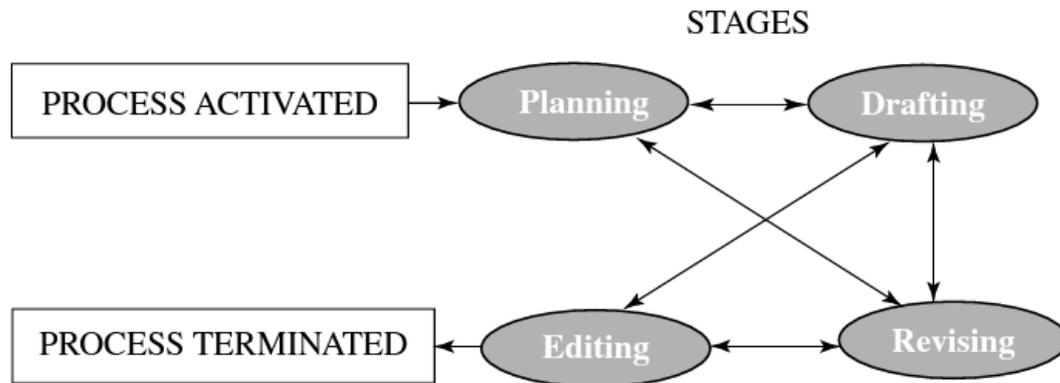 STAGES
PROCESS ACTIVATED
Planning
Drafting
PROCESS TERMINATED
Editing
Revising